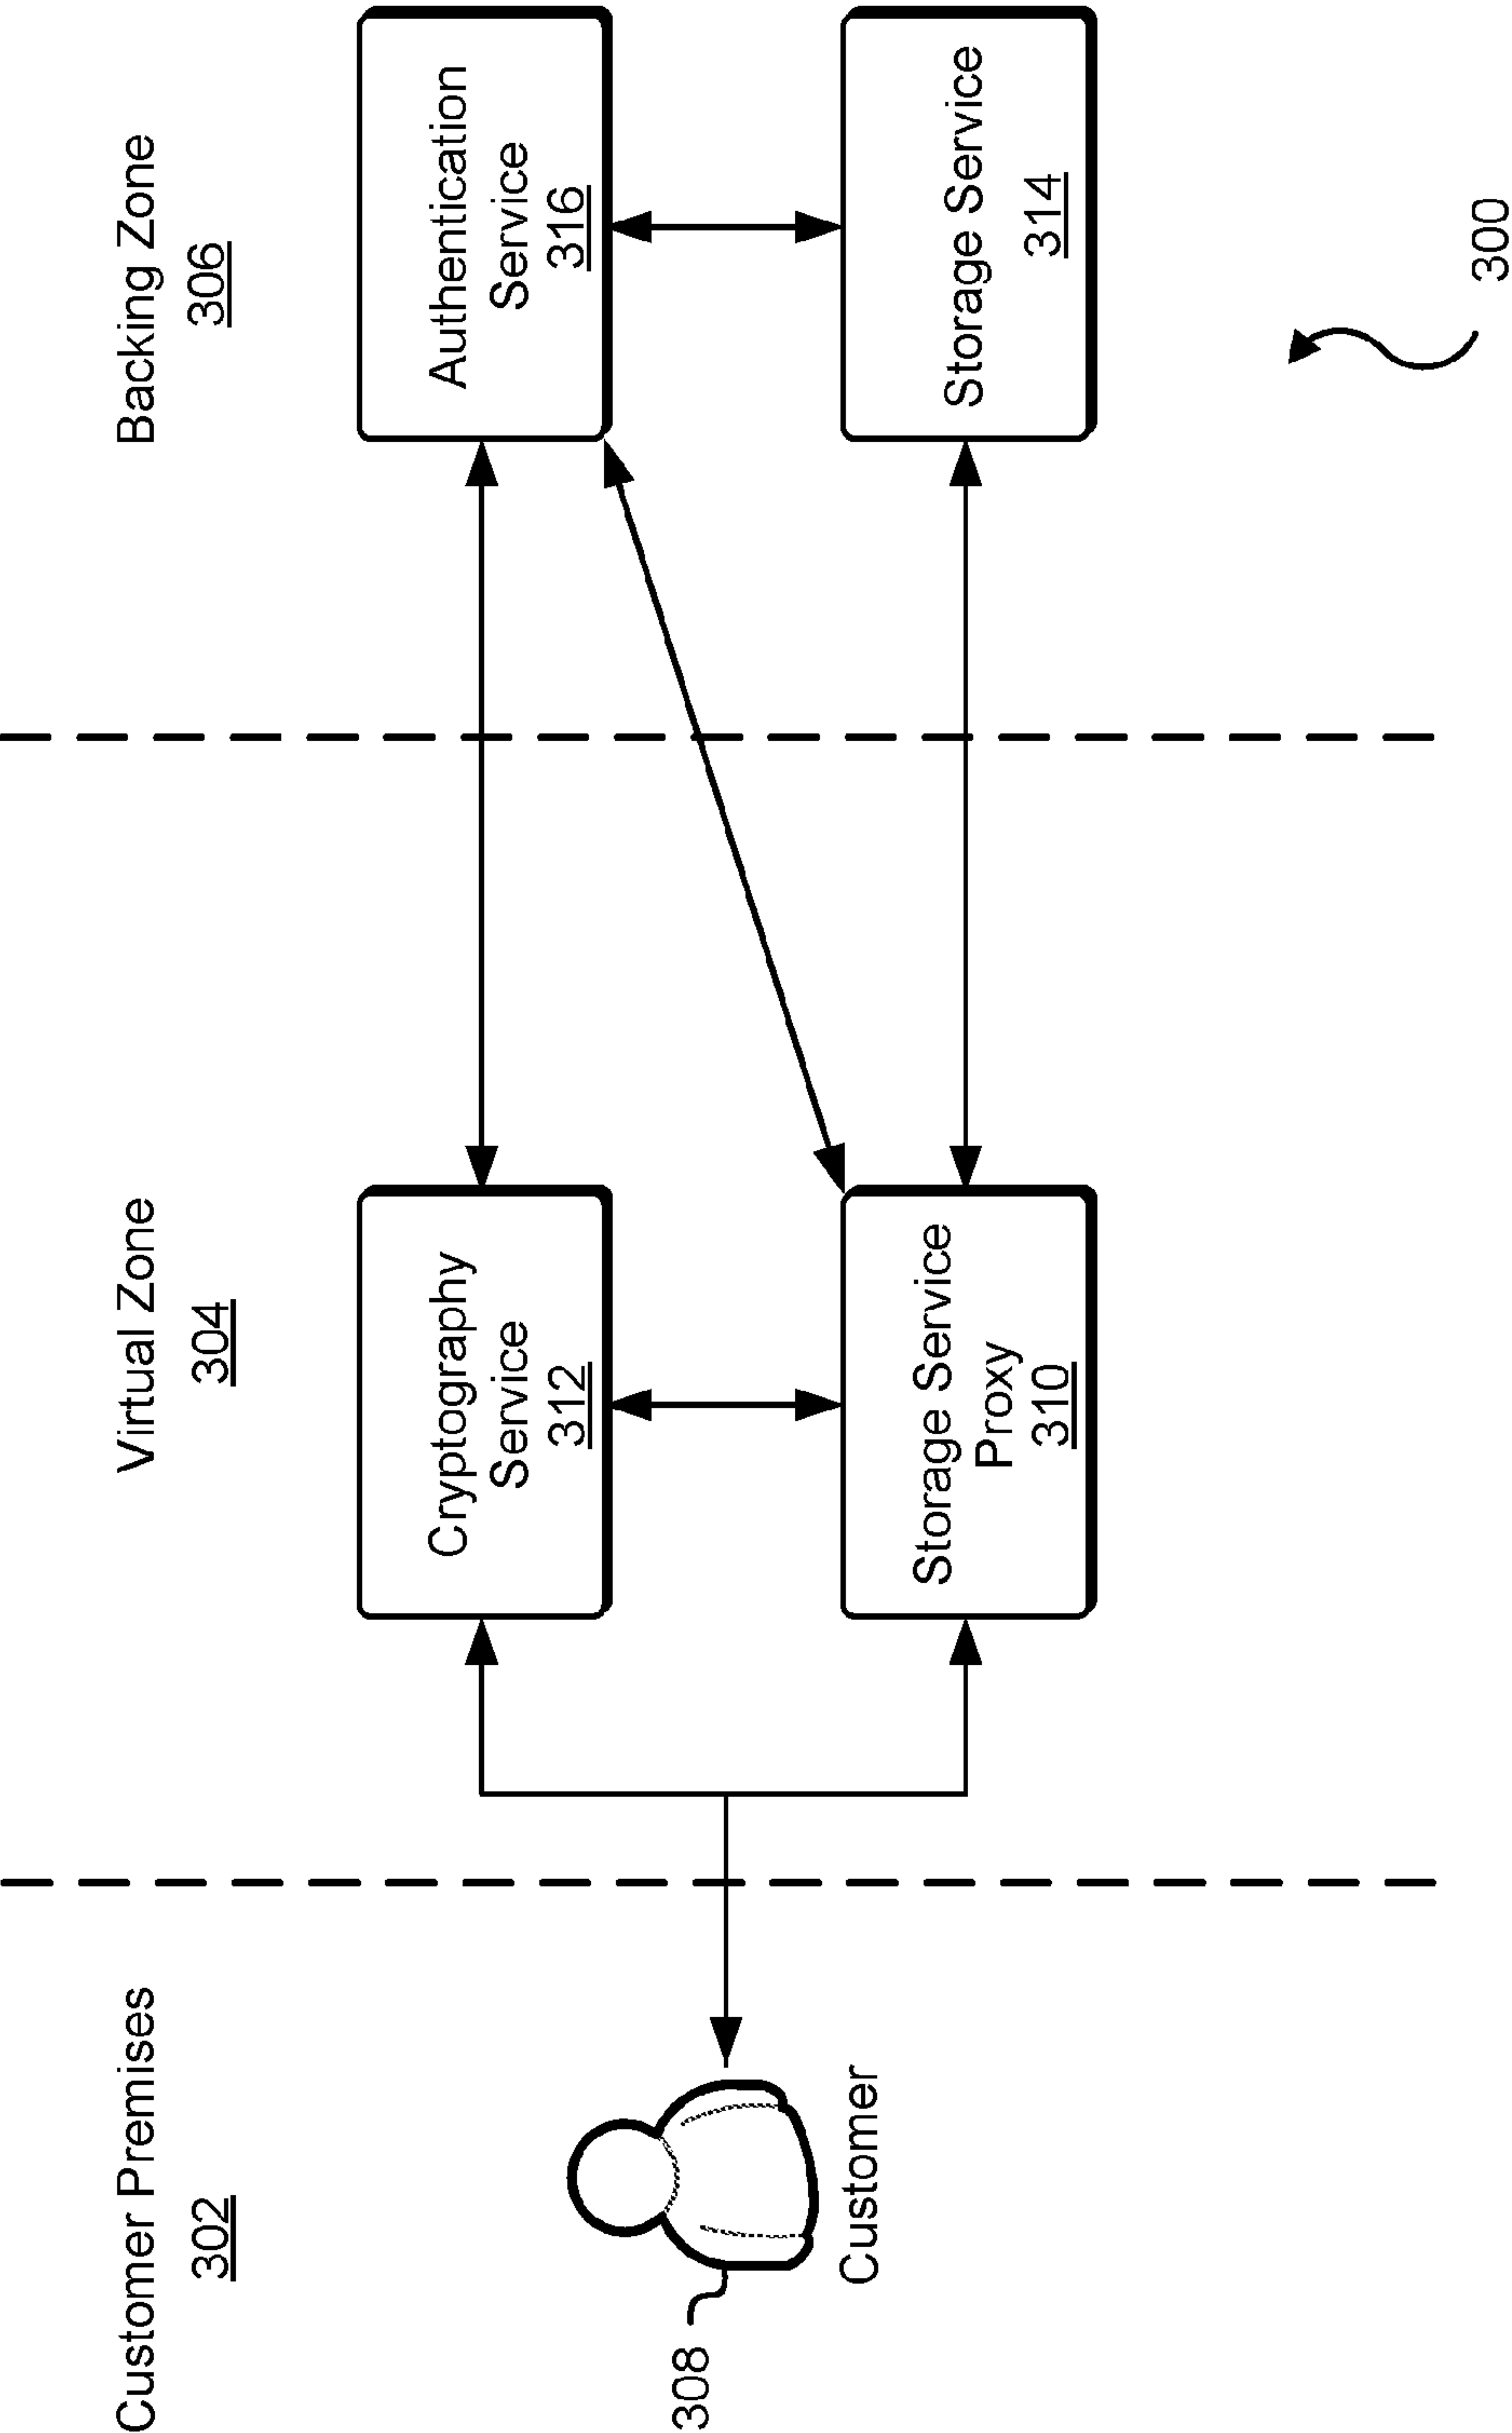 Customer Premises
302
Virtual Zone
304
Backing Zone
306
308
Customer
Cryptography
Service
312
Storage Service
Proxy
310
Authentication
Service
316
Storage Service
314
300